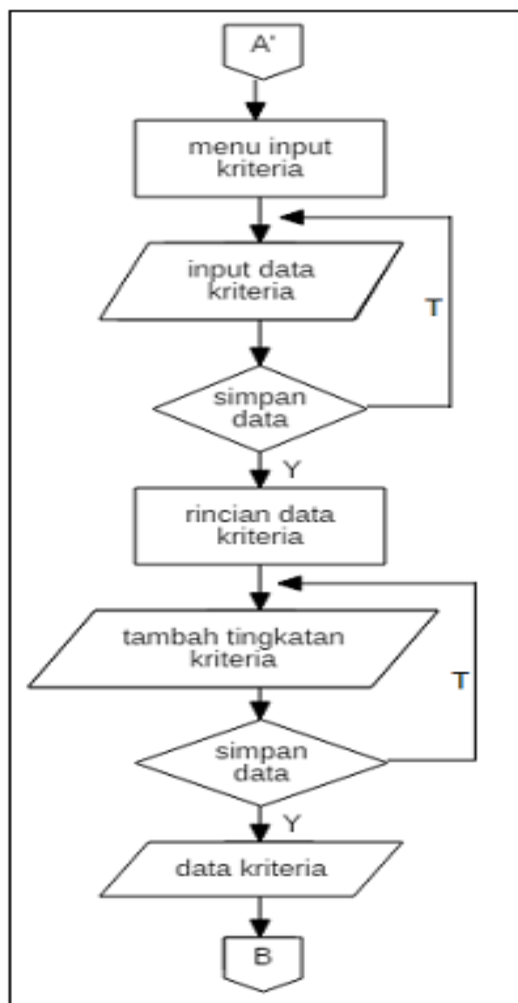 A'
menu input
kriteria
input data
kriteria
T
simpan
data
Y
rincian data
kriteria
tambah tingkatan
kriteria
T
simpan
data
Y
data kriteria
B